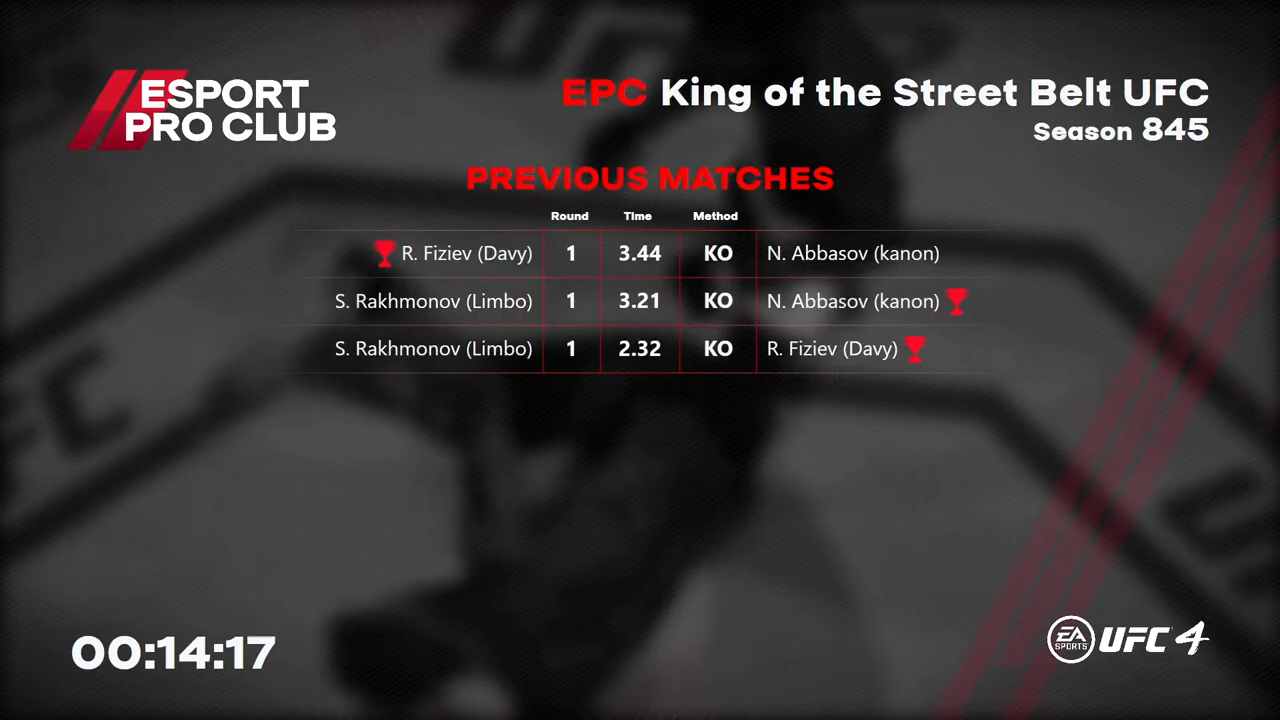 ESPORT
PRO CLUB
EPC King of the Street Belt UFC
Season 845
PREVIOUS MATCHES
Round Time Method
R. Fiziev (Davy) 1 3.44 KO N. Abbasov (kanon)
S. Rakhmonov (Limbo) 1 3.21 KO N. Abbasov (kanon)
S. Rakhmonov (Limbo) 1 2.32 KO R. Fiziev (Davy)
00:14:17
EA SPORTS UFC 4